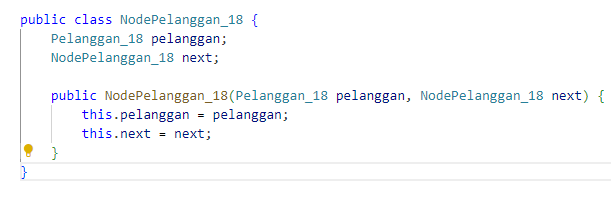 public class NodePelanggan_18 {
    Pelanggan_18 pelanggan;
    NodePelanggan_18 next;

    public NodePelanggan_18(Pelanggan_18 pelanggan, NodePelanggan_18 next) {
        this.pelanggan = pelanggan;
        this.next = next;
    }
}